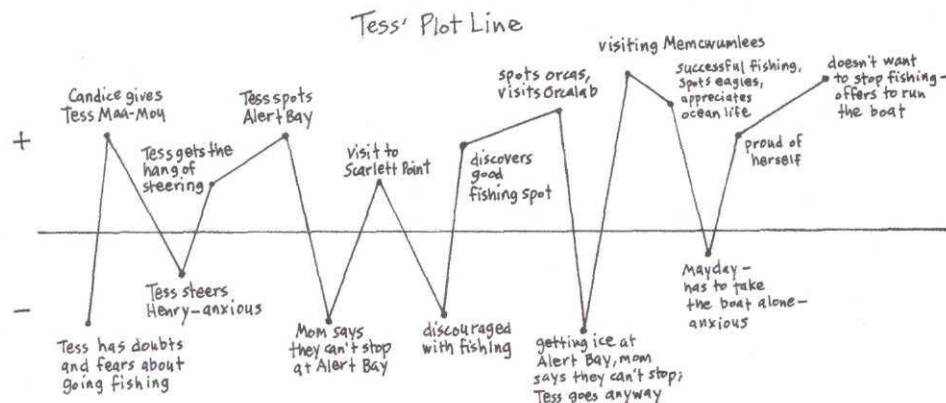 Tess' Plot Line
Candice gives
Tess Maa-Mou
Tess gets the
hang of
steering
Tess spots
Alert Bay
visit to
Scarlett Point
spots orcas,
visits Orcalab
discovers
good
fishing spot
visiting Memcwumlees
successful fishing,
spots eagles,
appreciates
ocean life
proud of
herself
doesn't want
to stop fishing—
offers to run
the boat
+
-
Tess has doubts
and fears about
going fishing
Tess steers
Henry—anxious
Mom says
they can't stop
at Alert Bay
discouraged
with fishing
getting ice at
Alert Bay, mom
says they can't stop;
Tess goes anyway
Mayday—
has to take
the boat alone—
anxious